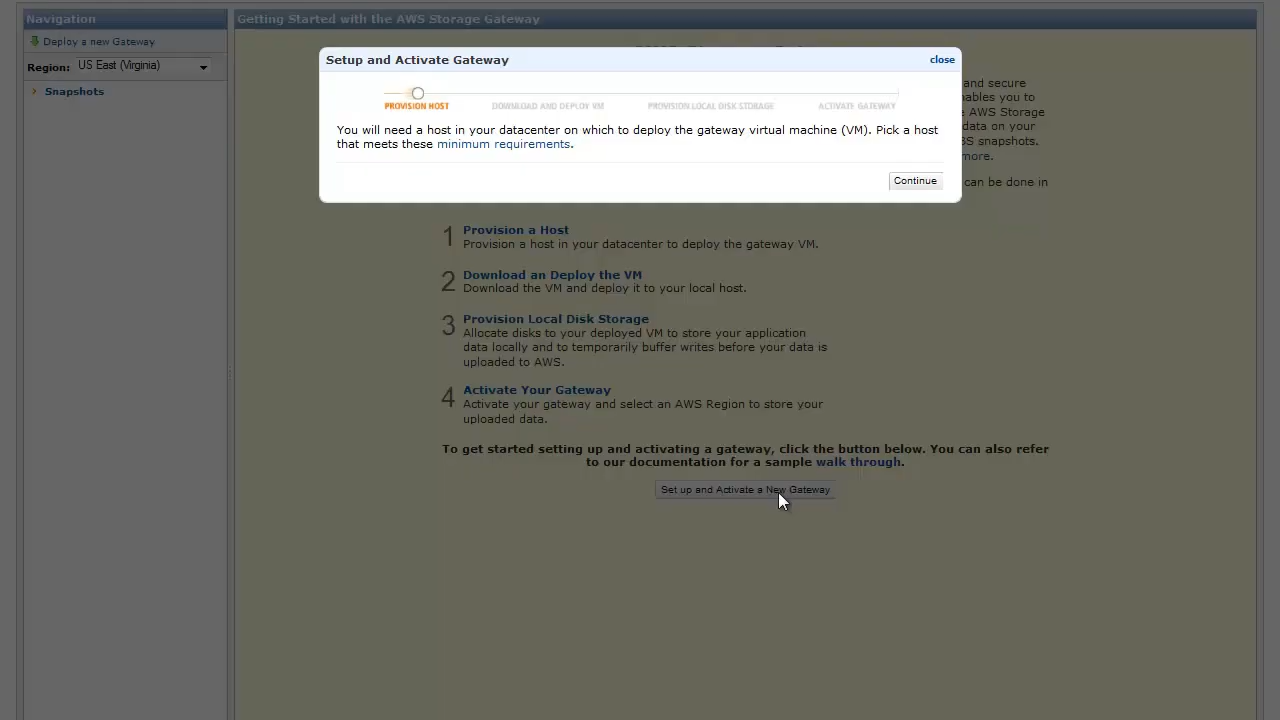 Navigation
Getting Started with the AWS Storage Gateway
Deploy a new Gateway
Region: US East (Virginia)
Snapshots
Setup and Activate Gateway
close
PROVISION HOST
DOWNLOAD AND DEPLOY VM
PROVISION LOCAL DISK STORAGE
ACTIVATE GATEWAY
You will need a host in your datacenter on which to deploy the gateway virtual machine (VM). Pick a host
that meets these minimum requirements.
Continue
and secure
ables you to
AWS Storage
data on your
snapshots.
more.
can be done in
1 Provision a Host
Provision a host in your datacenter to deploy the gateway VM.
2 Download an Deploy the VM
Download the VM and deploy it to your local host.
3 Provision Local Disk Storage
Allocate disks to your deployed VM to store your application
data locally and to temporarily buffer writes before your data is
uploaded to AWS.
4 Activate Your Gateway
Activate your gateway and select an AWS Region to store your
uploaded data.
To get started setting up and activating a gateway, click the button below. You can also refer
to our documentation for a sample walk through.
Set up and Activate a New Gateway